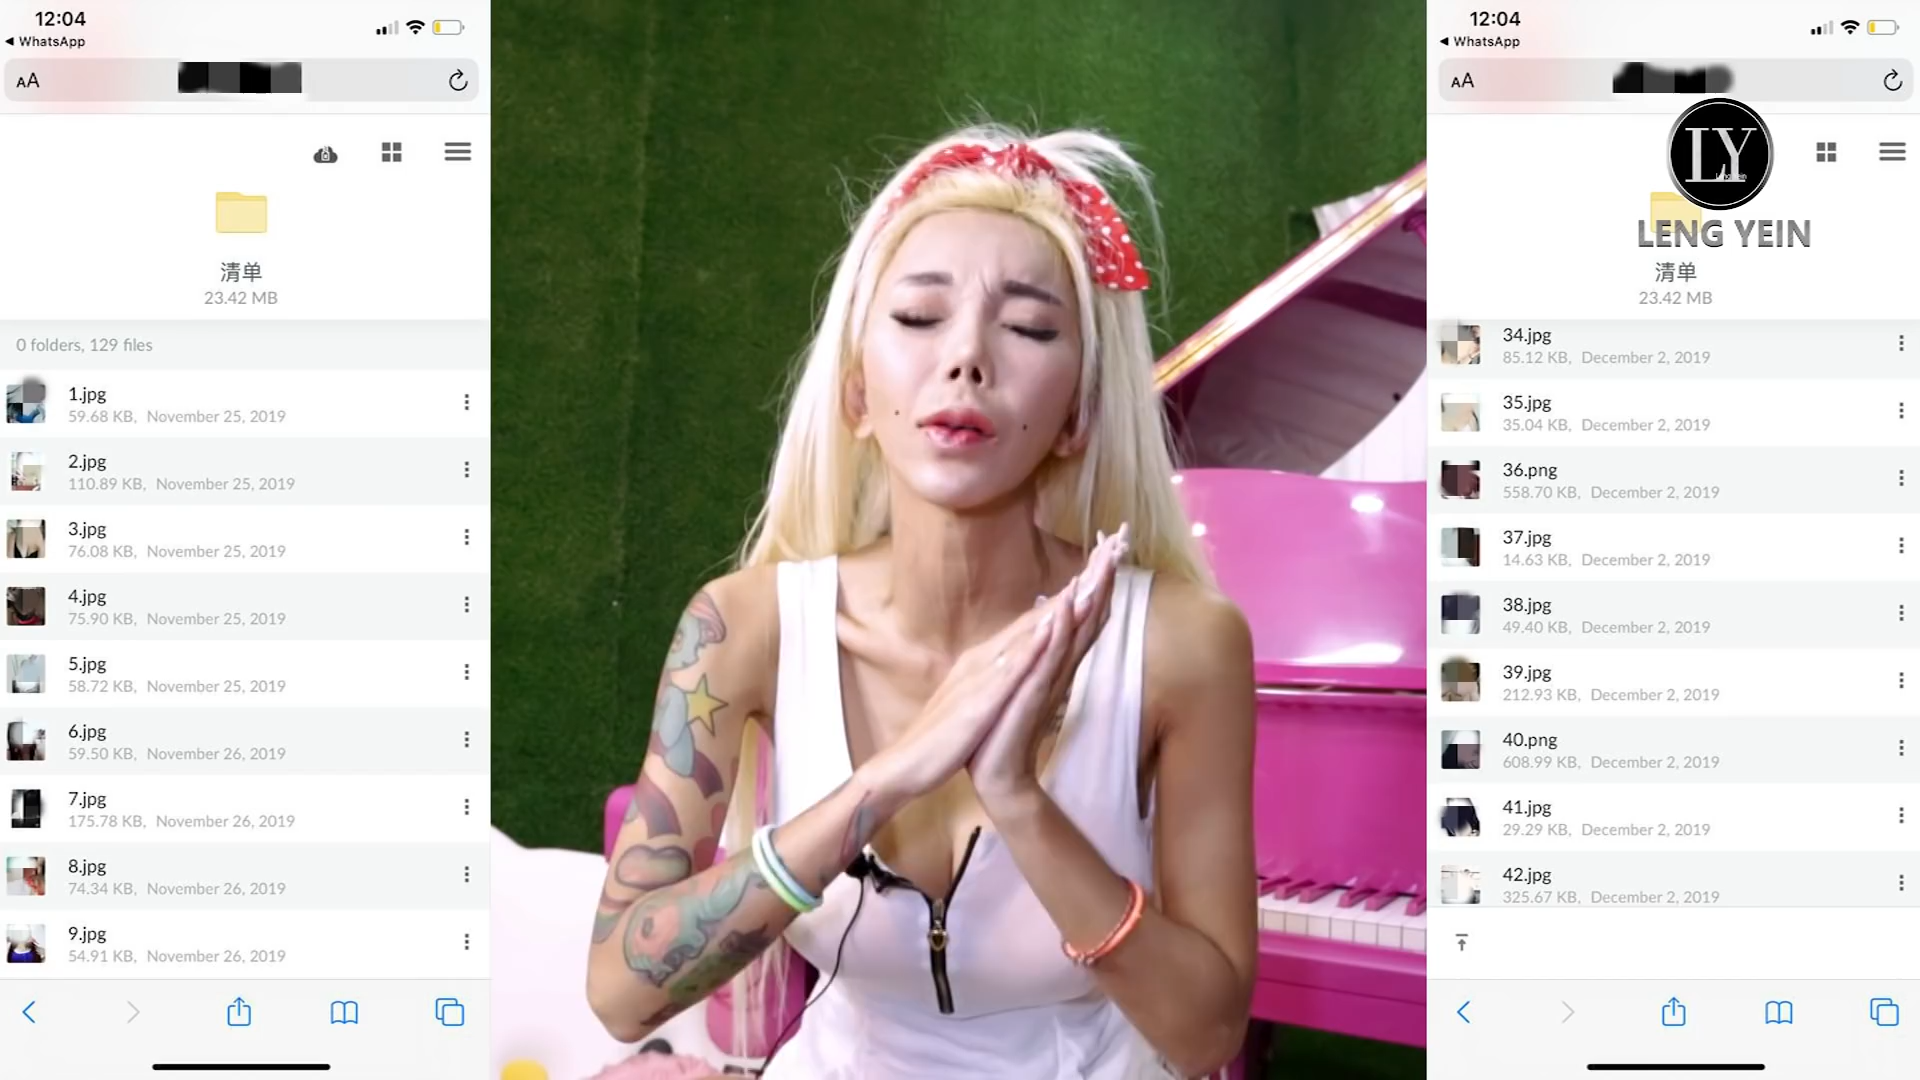 12:04
WhatsApp
AA
清单
23.42 MB
0 folders, 129 files
1.jpg
59.68 KB, November 25, 2019
2.jpg
110.89 KB, November 25, 2019
3.jpg
76.08 KB, November 25, 2019
4.jpg
75.90 KB, November 25, 2019
5.jpg
58.72 KB, November 25, 2019
6.jpg
59.50 KB, November 26, 2019
7.jpg
175.78 KB, November 26, 2019
8.jpg
74.34 KB, November 26, 2019
9.jpg
54.91 KB, November 26, 2019
12:04
WhatsApp
AA
LY
LENG YEIN
清单
23.42 MB
34.jpg
85.12 KB, December 2, 2019
35.jpg
35.04 KB, December 2, 2019
36.png
558.70 KB, December 2, 2019
37.jpg
14.63 KB, December 2, 2019
38.jpg
49.40 KB, December 2, 2019
39.jpg
212.93 KB, December 2, 2019
40.png
608.99 KB, December 2, 2019
41.jpg
29.29 KB, December 2, 2019
42.jpg
325.67 KB, December 2, 2019